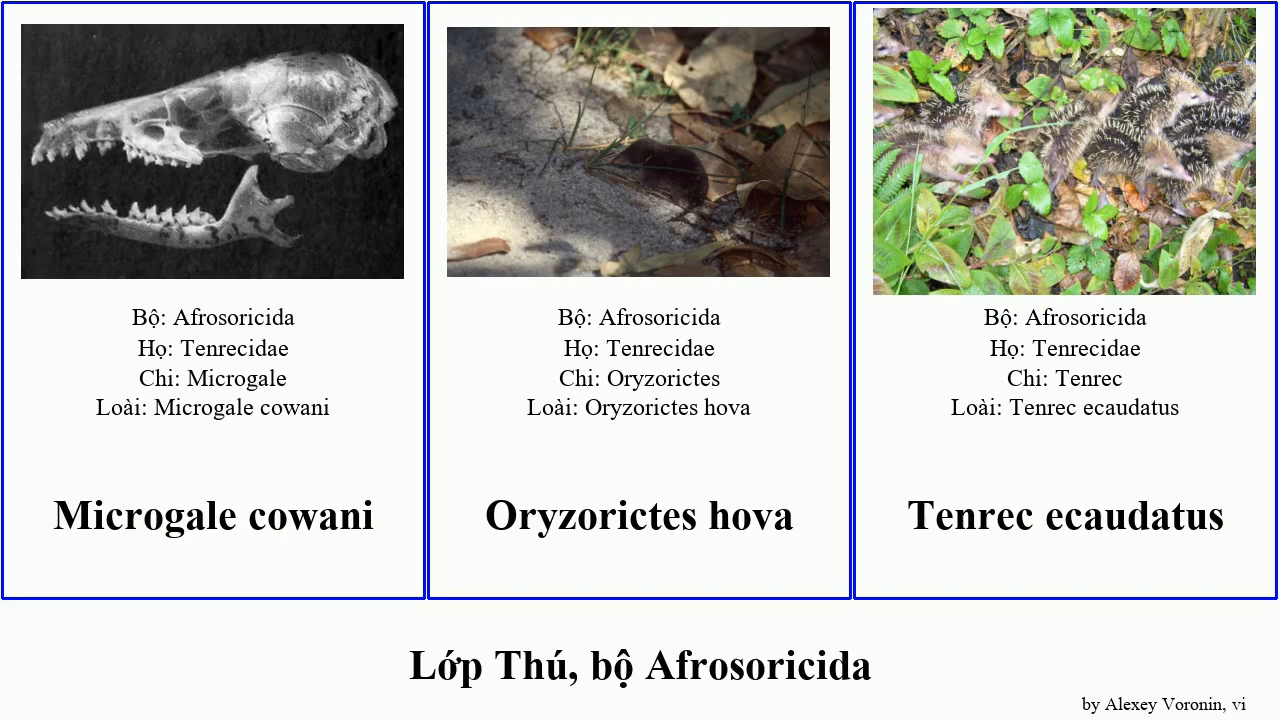 Bộ: Afrosoricida
Họ: Tenrecidae
Chi: Microgale
Loài: Microgale cowani
Microgale cowani
Bộ: Afrosoricida
Họ: Tenrecidae
Chi: Oryzorictes
Loài: Oryzorictes hova
Oryzorictes hova
Bộ: Afrosoricida
Họ: Tenrecidae
Chi: Tenrec
Loài: Tenrec ecaudatus
Tenrec ecaudatus
Lớp Thú, bộ Afrosoricida
by Alexey Voronin, vi